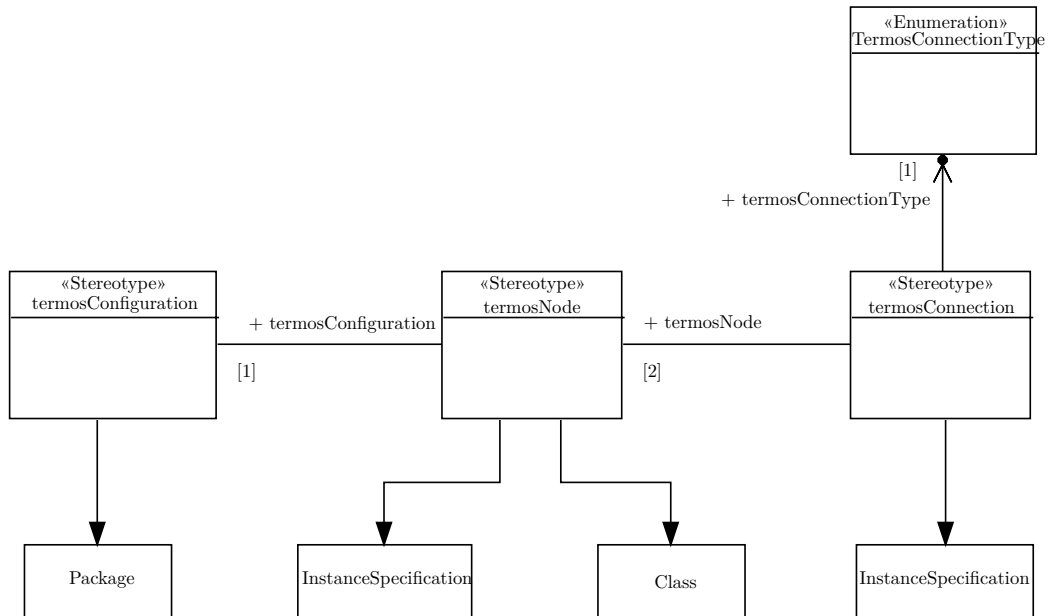 «Enumeration»
TermosConnectionType
[1]
+ termosConnectionType
«Stereotype»
termosConfiguration
«Stereotype»
termosNode
«Stereotype»
termosConnection
+ termosConfiguration
+ termosNode
[1]
[2]
Package
InstanceSpecification
Class
InstanceSpecification